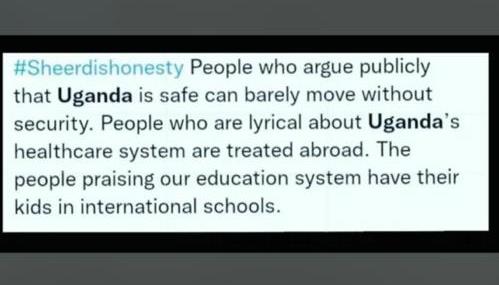 #Sheerdishonesty People who argue publicly
that Uganda is safe can barely move without
security. People who are lyrical about Uganda's
healthcare system are treated abroad. The
people praising our education system have their
kids in international schools.